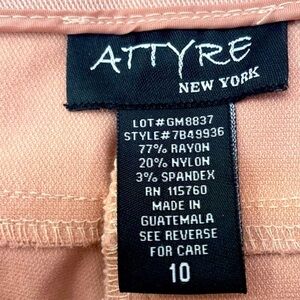 ATTYRE
NEW YORK
LOT#GM8837
STYLE#7B49936
77% RAYON
20% NYLON
3% SPANDEX
RN 115760
MADE IN
GUATEMALA
SEE REVERSE
FOR CARE
10